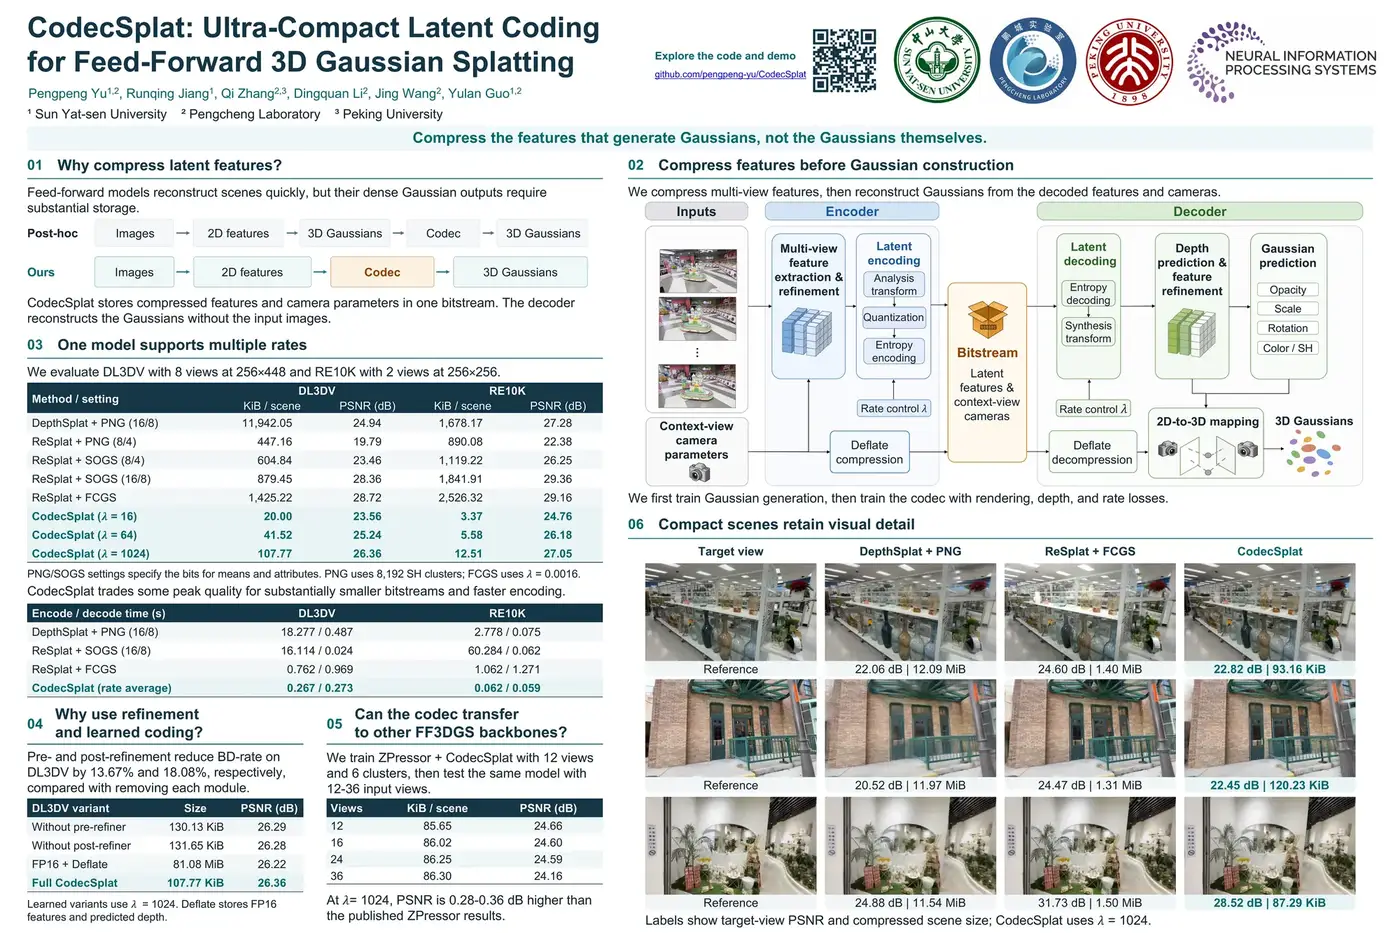 CodecSplat: Ultra-Compact Latent Coding
for Feed-Forward 3D Gaussian Splatting
Pengpeng Yu1,2, Runqing Jiang1, Qi Zhang2,3, Dingquan Li2, Jing Wang2, Yulan Guo1,2
¹ Sun Yat-sen University ² Pengcheng Laboratory ³ Peking University
Explore the code and demo
github.com/pengpeng-yu/CodecSplat
中山大學
SUN YAT-SEN UNIVERSITY
鹏城实验室
PENGCHENG LABORATORY
PEKING UNIVERSITY
1898
NEURAL INFORMATION
PROCESSING SYSTEMS
Compress the features that generate Gaussians, not the Gaussians themselves.
01 Why compress latent features?
Feed-forward models reconstruct scenes quickly, but their dense Gaussian outputs require
substantial storage.
Post-hoc Images 2D features 3D Gaussians Codec 3D Gaussians
Ours Images 2D features Codec 3D Gaussians
CodecSplat stores compressed features and camera parameters in one bitstream. The decoder
reconstructs the Gaussians without the input images.
03 One model supports multiple rates
We evaluate DL3DV with 8 views at 256×448 and RE10K with 2 views at 256×256.
Method / setting DL3DV RE10K
KiB / scene PSNR (dB) KiB / scene PSNR (dB)
DepthSplat + PNG (16/8) 11,942.05 24.94 1,678.17 27.28
ReSplat + PNG (8/4) 447.16 19.79 890.08 22.38
ReSplat + SOGS (8/4) 604.84 23.46 1,119.22 26.25
ReSplat + SOGS (16/8) 879.45 28.36 1,841.91 29.36
ReSplat + FCGS 1,425.22 28.72 2,526.32 29.16
CodecSplat (λ = 16) 20.00 23.56 3.37 24.76
CodecSplat (λ = 64) 41.52 25.24 5.58 26.18
CodecSplat (λ = 1024) 107.77 26.36 12.51 27.05
PNG/SOGS settings specify the bits for means and attributes. PNG uses 8,192 SH clusters; FCGS uses λ = 0.0016.
CodecSplat trades some peak quality for substantially smaller bitstreams and faster encoding.
Encode / decode time (s) DL3DV RE10K
DepthSplat + PNG (16/8) 18.277 / 0.487 2.778 / 0.075
ReSplat + SOGS (16/8) 16.114 / 0.024 60.284 / 0.062
ReSplat + FCGS 0.762 / 0.969 1.062 / 1.271
CodecSplat (rate average) 0.267 / 0.273 0.062 / 0.059
04 Why use refinement
and learned coding?
Pre- and post-refinement reduce BD-rate on
DL3DV by 13.67% and 18.08%, respectively,
compared with removing each module.
DL3DV variant Size PSNR (dB)
Without pre-refiner 130.13 KiB 26.29
Without post-refiner 131.65 KiB 26.28
FP16 + Deflate 81.08 MiB 26.22
Full CodecSplat 107.77 KiB 26.36
Learned variants use λ = 1024. Deflate stores FP16
features and predicted depth.
05 Can the codec transfer
to other FF3DGS backbones?
We train ZPressor + CodecSplat with 12 views
and 6 clusters, then test the same model with
12-36 input views.
Views KiB / scene PSNR (dB)
12 85.65 24.66
16 86.02 24.60
24 86.25 24.59
36 86.30 24.16
At λ= 1024, PSNR is 0.28-0.36 dB higher than
the published ZPressor results.
02 Compress features before Gaussian construction
We compress multi-view features, then reconstruct Gaussians from the decoded features and cameras.
Inputs Encoder Decoder
⋮
Context-view
camera
parameters
Multi-view
feature
extraction &
refinement
Latent
encoding
Analysis
transform
Quantization
Entropy
encoding
Rate control λ
Deflate
compression
Bitstream
Latent
features &
context-view
cameras
Latent
decoding
Entropy
decoding
Synthesis
transform
Rate control λ
Deflate
decompression
Depth
prediction &
feature
refinement
Gaussian
prediction
Opacity
Scale
Rotation
Color / SH
2D-to-3D mapping
3D Gaussians
We first train Gaussian generation, then train the codec with rendering, depth, and rate losses.
06 Compact scenes retain visual detail
Target view DepthSplat + PNG ReSplat + FCGS CodecSplat
Reference 22.06 dB | 12.09 MiB 24.60 dB | 1.40 MiB 22.82 dB | 93.16 KiB
Reference 20.52 dB | 11.97 MiB 24.47 dB | 1.31 MiB 22.45 dB | 120.23 KiB
Reference 24.88 dB | 11.54 MiB 31.73 dB | 1.50 MiB 28.52 dB | 87.29 KiB
Labels show target-view PSNR and compressed scene size; CodecSplat uses λ = 1024.